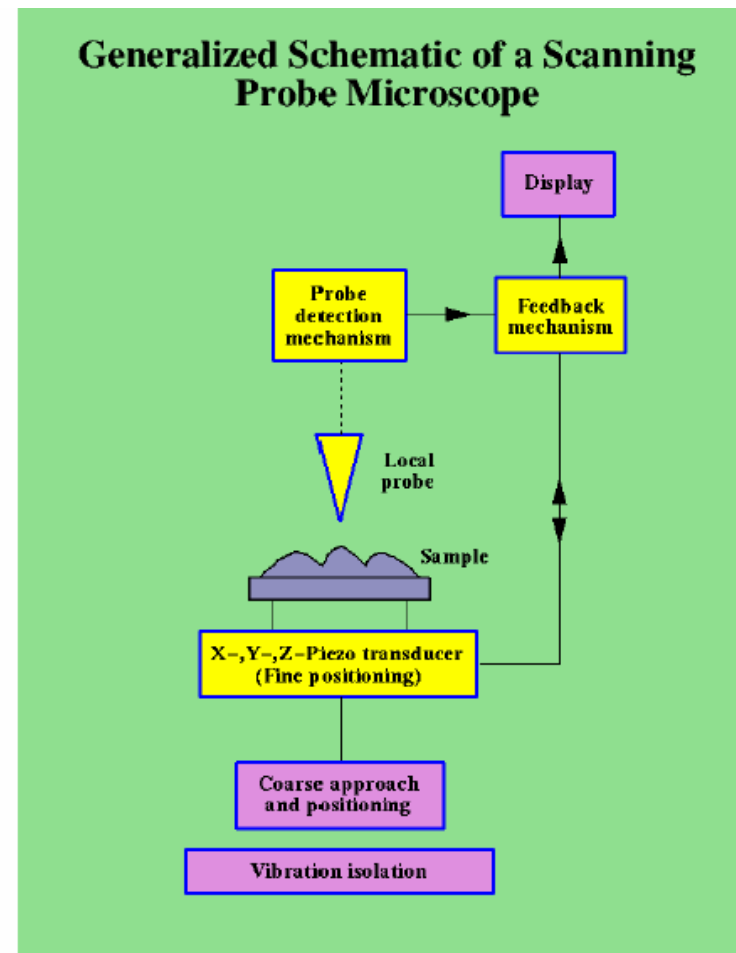 Generalized Schematic of a Scanning
Probe Microscope
Display
Probe
detection
mechanism
Feedback
mechanism
Local
probe
Sample
X-,Y-,Z-Piezo transducer
(Fine positioning)
Coarse approach
and positioning
Vibration isolation